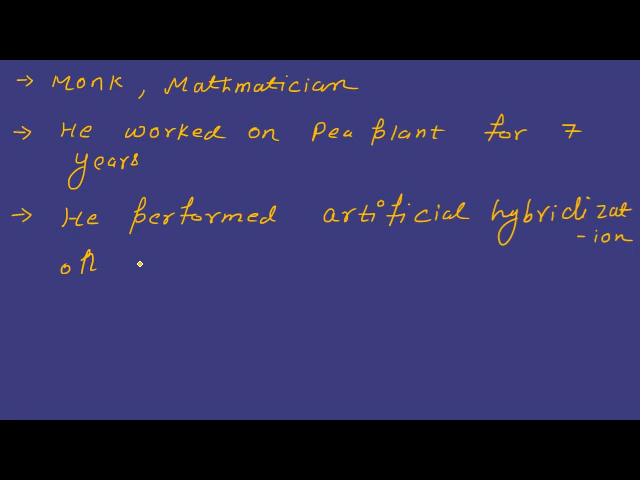 → Monk, Mathmatician
→ He worked on Pea plant for 7
years
→ He performed artificial hybridizat
-ion
on